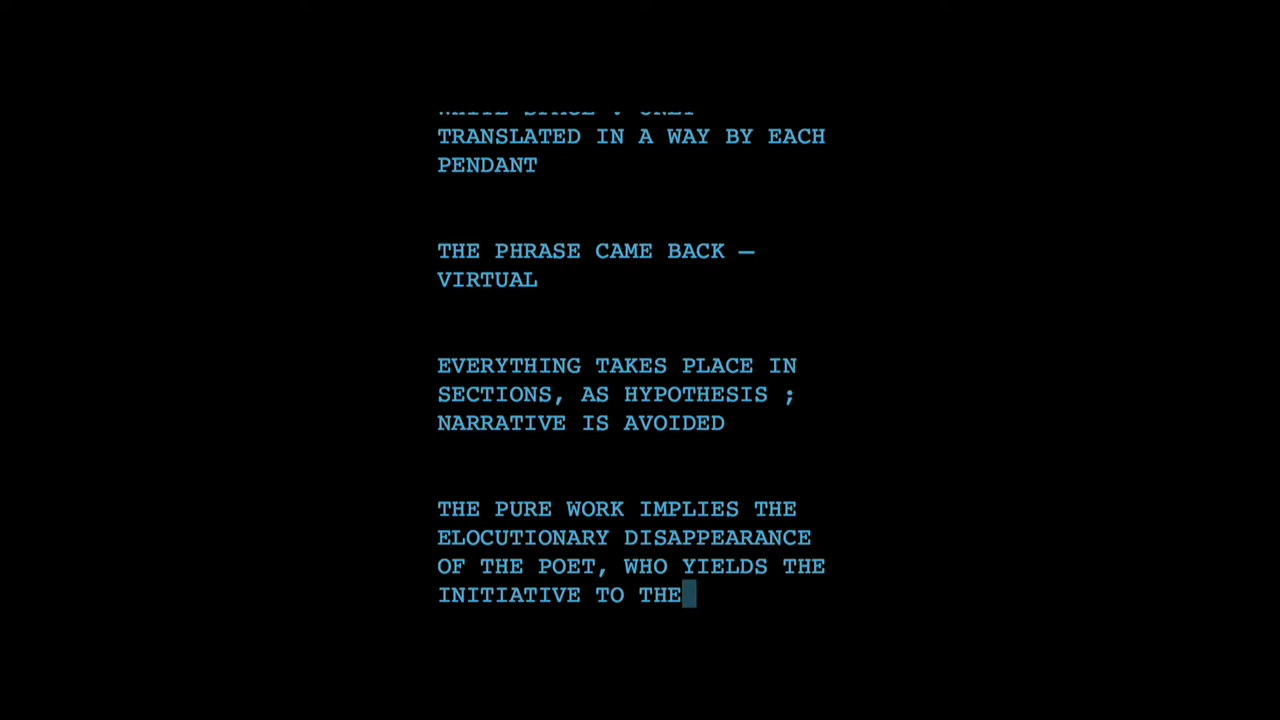 TRANSLATED IN A WAY BY EACH
PENDANT
THE PHRASE CAME BACK —
VIRTUAL
EVERYTHING TAKES PLACE IN
SECTIONS, AS HYPOTHESIS ;
NARRATIVE IS AVOIDED
THE PURE WORK IMPLIES THE
ELOCUTIONARY DISAPPEARANCE
OF THE POET, WHO YIELDS THE
INITIATIVE TO THE